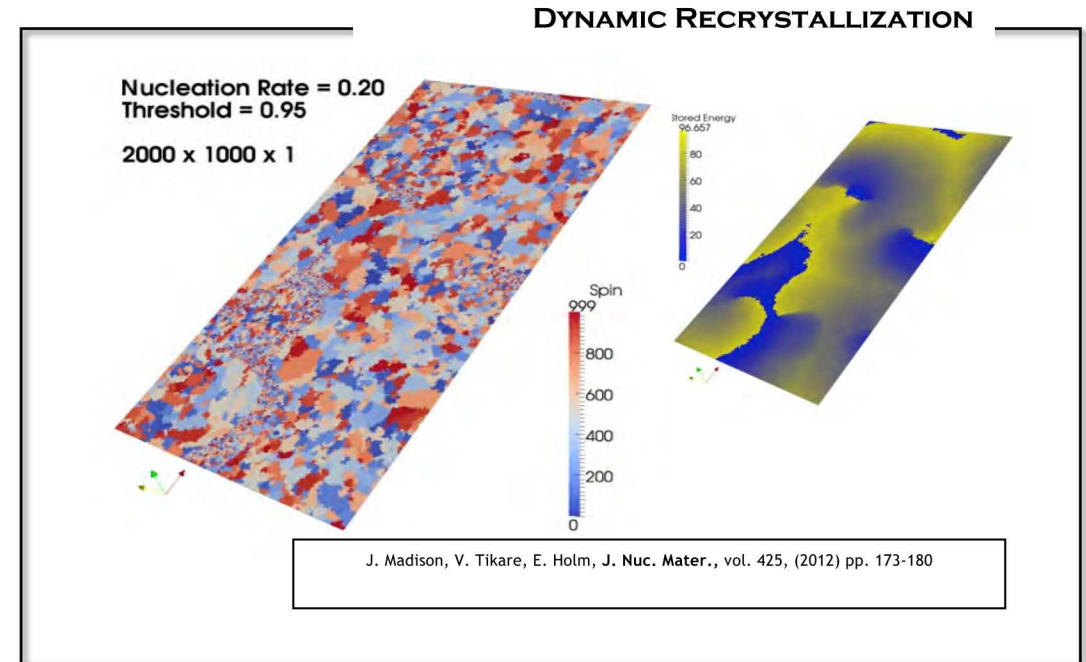 DYNAMIC RECRYSTALLIZATION
Nucleation Rate = 0.20
Threshold = 0.95
2000 x 1000 x 1
Stored Energy
96.657
80
60
40
20
0
Spin
999
800
600
400
200
0
J. Madison, V. Tikare, E. Holm, J. Nuc. Mater., vol. 425, (2012) pp. 173-180